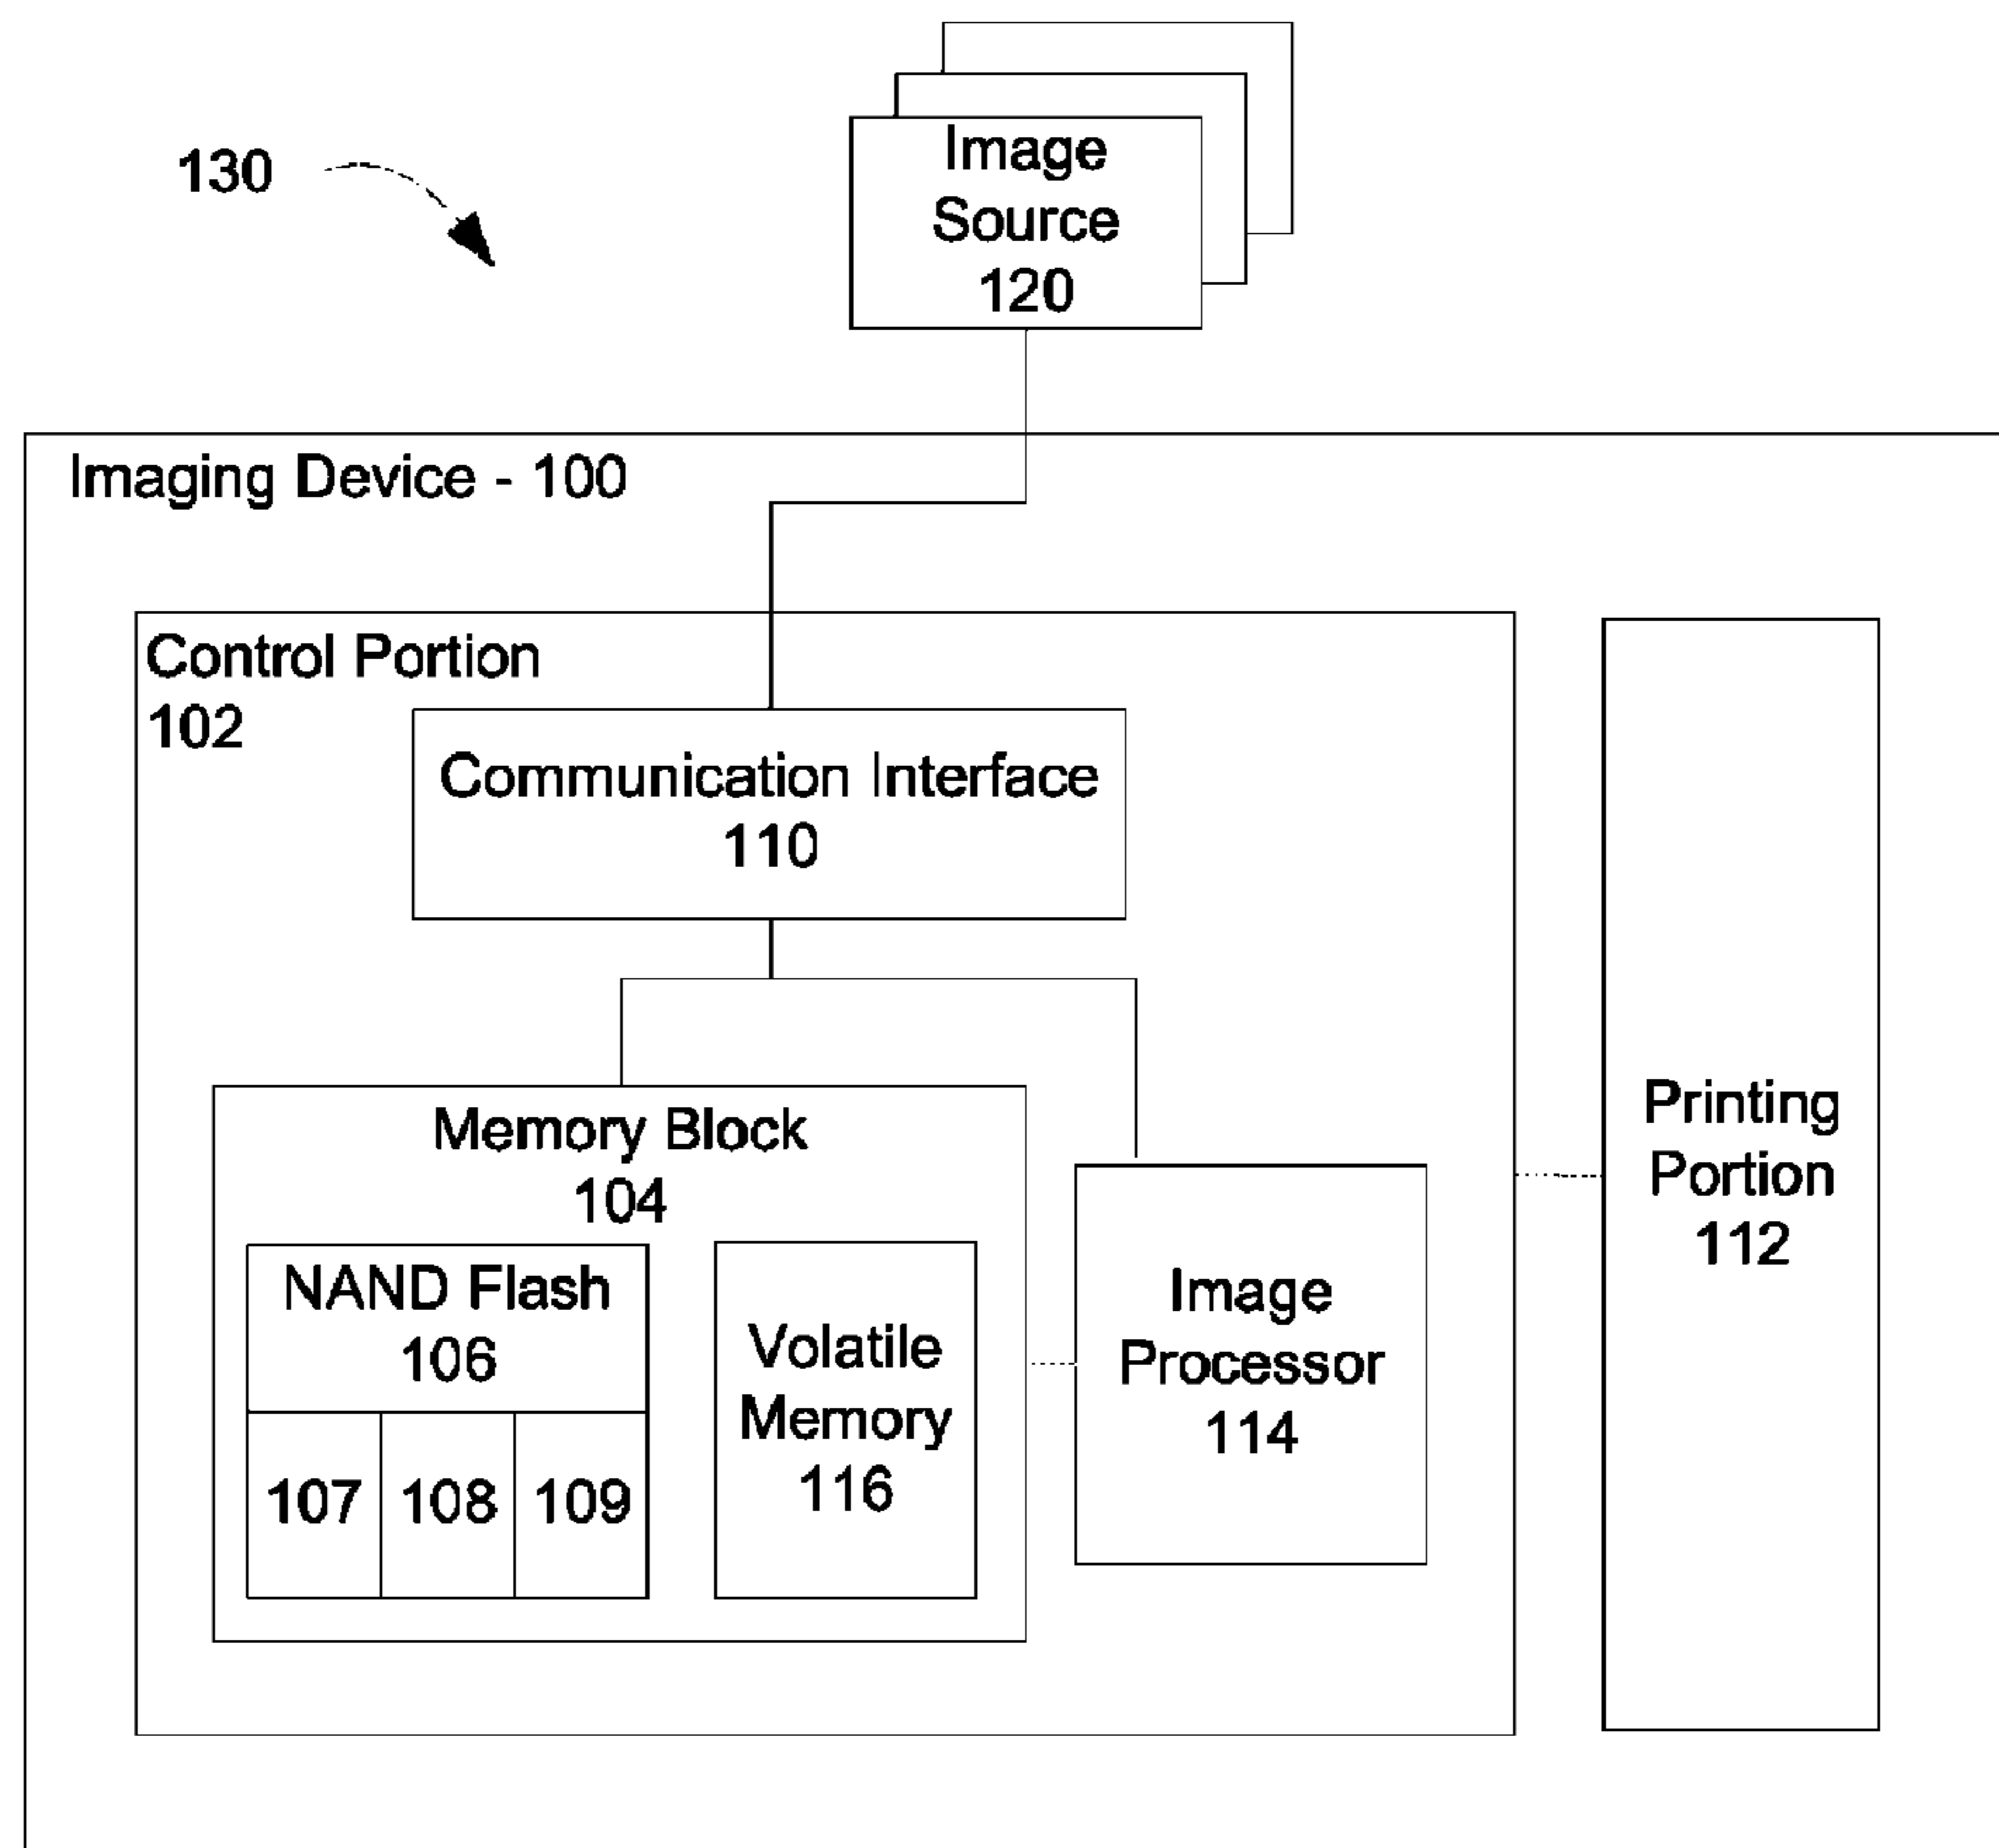 130
Image
Source
120
Imaging Device - 100
Control Portion
102
Communication Interface
110
Memory Block
104
NAND Flash
106
107 108 109
Volatile
Memory
116
Image
Processor
114
Printing
Portion
112